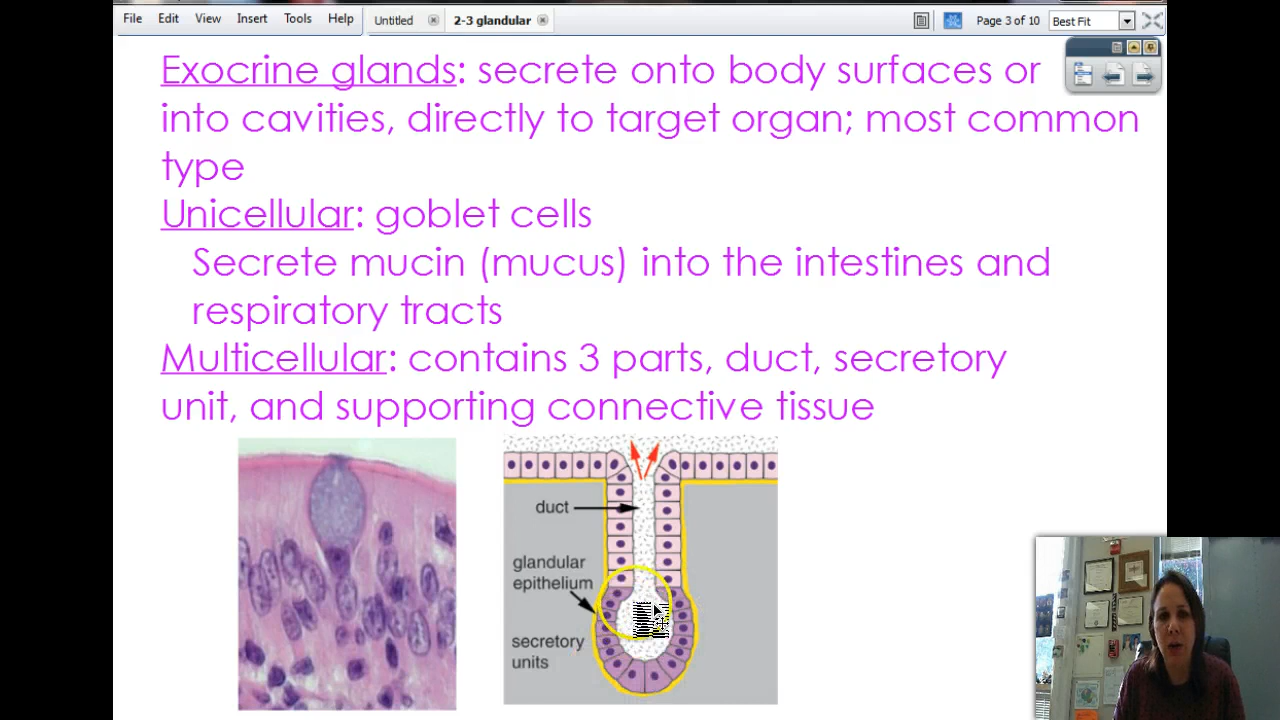 File Edit View Insert Tools Help Untitled 2-3 glandular Page 3 of 10 Best Fit
Exocrine glands: secrete onto body surfaces or
into cavities, directly to target organ; most common
type
Unicellular: goblet cells
Secrete mucin (mucus) into the intestines and
respiratory tracts
Multicellular: contains 3 parts, duct, secretory
unit, and supporting connective tissue
duct
glandular
epithelium
secretory
units